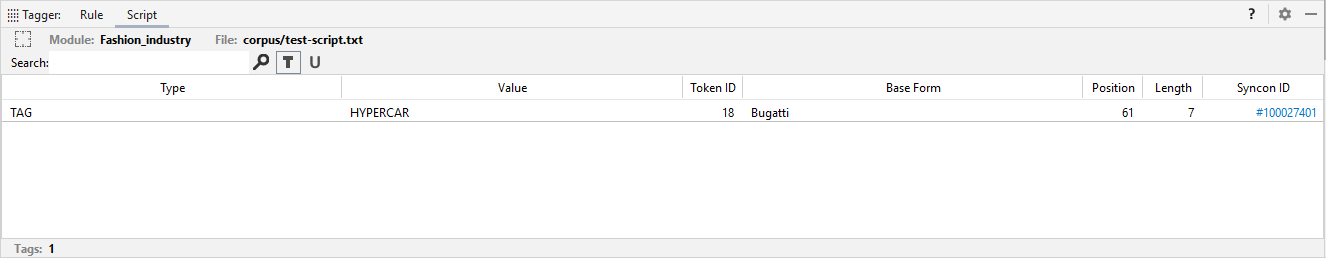 Tagger: Rule Script ?
Module: Fashion_industry File: corpus/test-script.txt
Search: T U
Type Value Token ID Base Form Position Length Syncon ID
TAG HYPERCAR 18 Bugatti 61 7 #100027401
Tags: 1